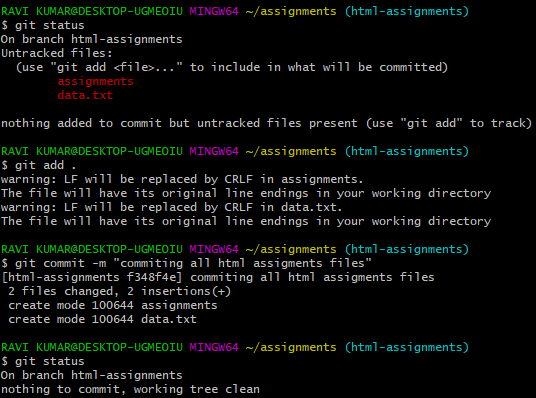 RAVI KUMAR@DESKTOP-UGMEOIU MINGW64 ~/assignments (html-assignments)
$ git status
On branch html-assignments
Untracked files:
  (use "git add <file>..." to include in what will be committed)
        assignments
        data.txt
nothing added to commit but untracked files present (use "git add" to track)
RAVI KUMAR@DESKTOP-UGMEOIU MINGW64 ~/assignments (html-assignments)
$ git add .
warning: LF will be replaced by CRLF in assignments.
The file will have its original line endings in your working directory
warning: LF will be replaced by CRLF in data.txt.
The file will have its original line endings in your working directory
RAVI KUMAR@DESKTOP-UGMEOIU MINGW64 ~/assignments (html-assignments)
$ git commit -m "commiting all html assigment files"
[html-assignments f348f4e] commiting all html assigments files
 2 files changed, 2 insertions(+)
 create mode 100644 assignments
 create mode 100644 data.txt
RAVI KUMAR@DESKTOP-UGMEOIU MINGW64 ~/assignments (html-assignments)
$ git status
On branch html-assignments
nothing to commit, working tree clean